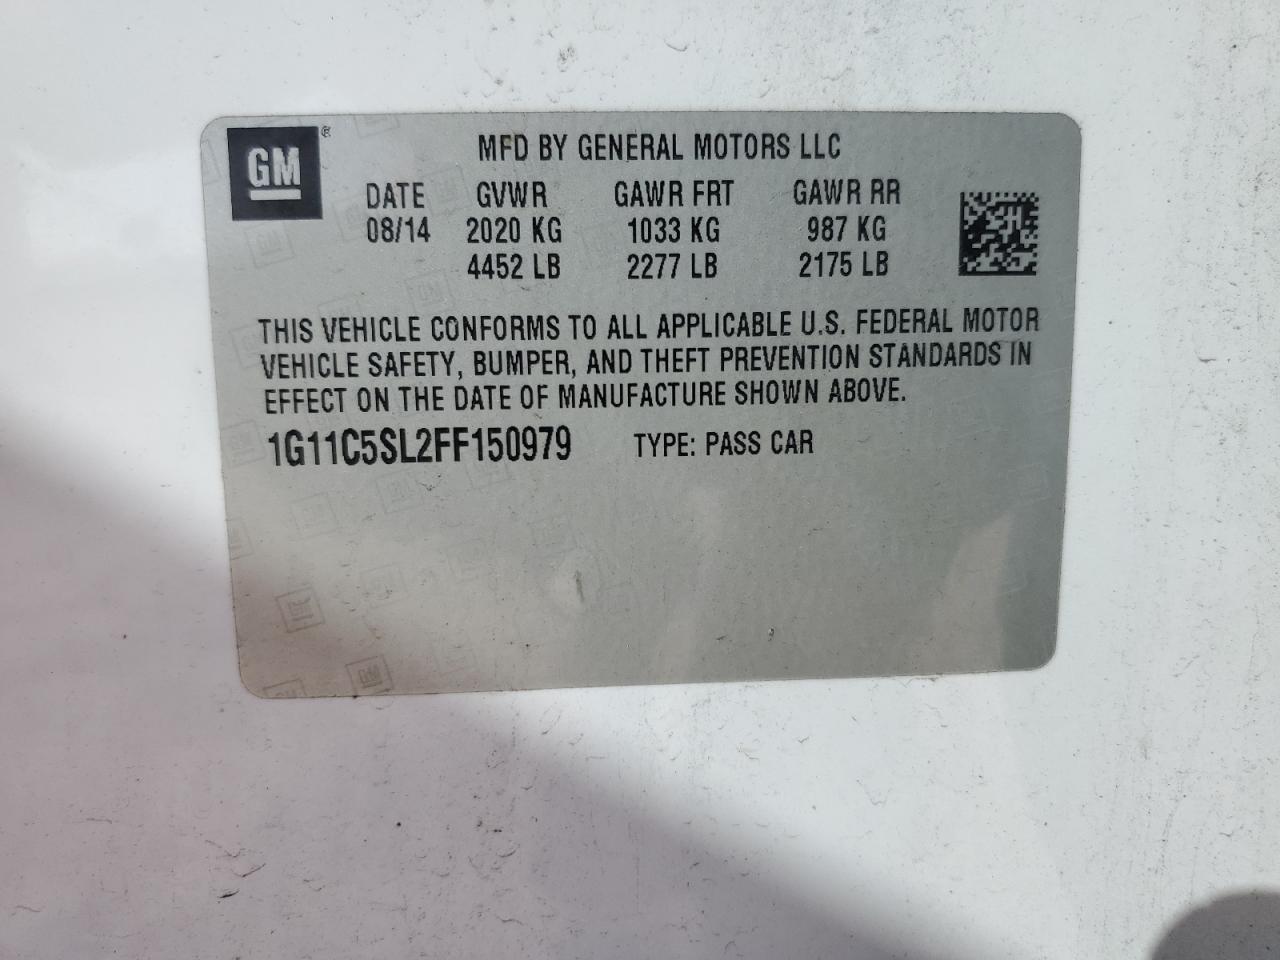 GM ®
MFD BY GENERAL MOTORS LLC
DATE GVWR GAWR FRT GAWR RR
08/14 2020 KG 1033 KG 987 KG
4452 LB 2277 LB 2175 LB
THIS VEHICLE CONFORMS TO ALL APPLICABLE U.S. FEDERAL MOTOR
VEHICLE SAFETY, BUMPER, AND THEFT PREVENTION STANDARDS IN
EFFECT ON THE DATE OF MANUFACTURE SHOWN ABOVE.
1G11C5SL2FF150979 TYPE: PASS CAR